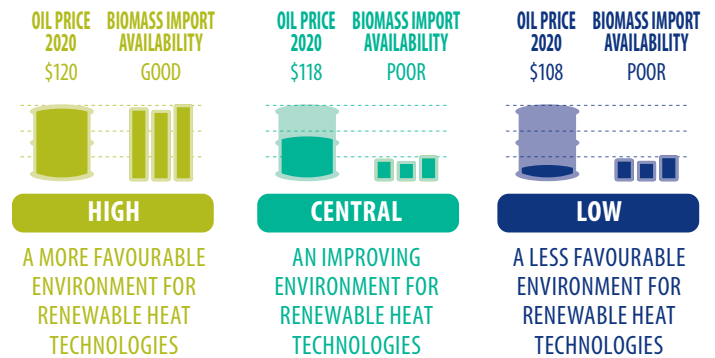 OIL PRICE
2020
$120
BIOMASS IMPORT
AVAILABILITY
GOOD
HIGH
A MORE FAVOURABLE
ENVIRONMENT FOR
RENEWABLE HEAT
TECHNOLOGIES
OIL PRICE
2020
$118
BIOMASS IMPORT
AVAILABILITY
POOR
CENTRAL
AN IMPROVING
ENVIRONMENT FOR
RENEWABLE HEAT
TECHNOLOGIES
OIL PRICE
2020
$108
BIOMASS IMPORT
AVAILABILITY
POOR
LOW
A LESS FAVOURABLE
ENVIRONMENT FOR
RENEWABLE HEAT
TECHNOLOGIES